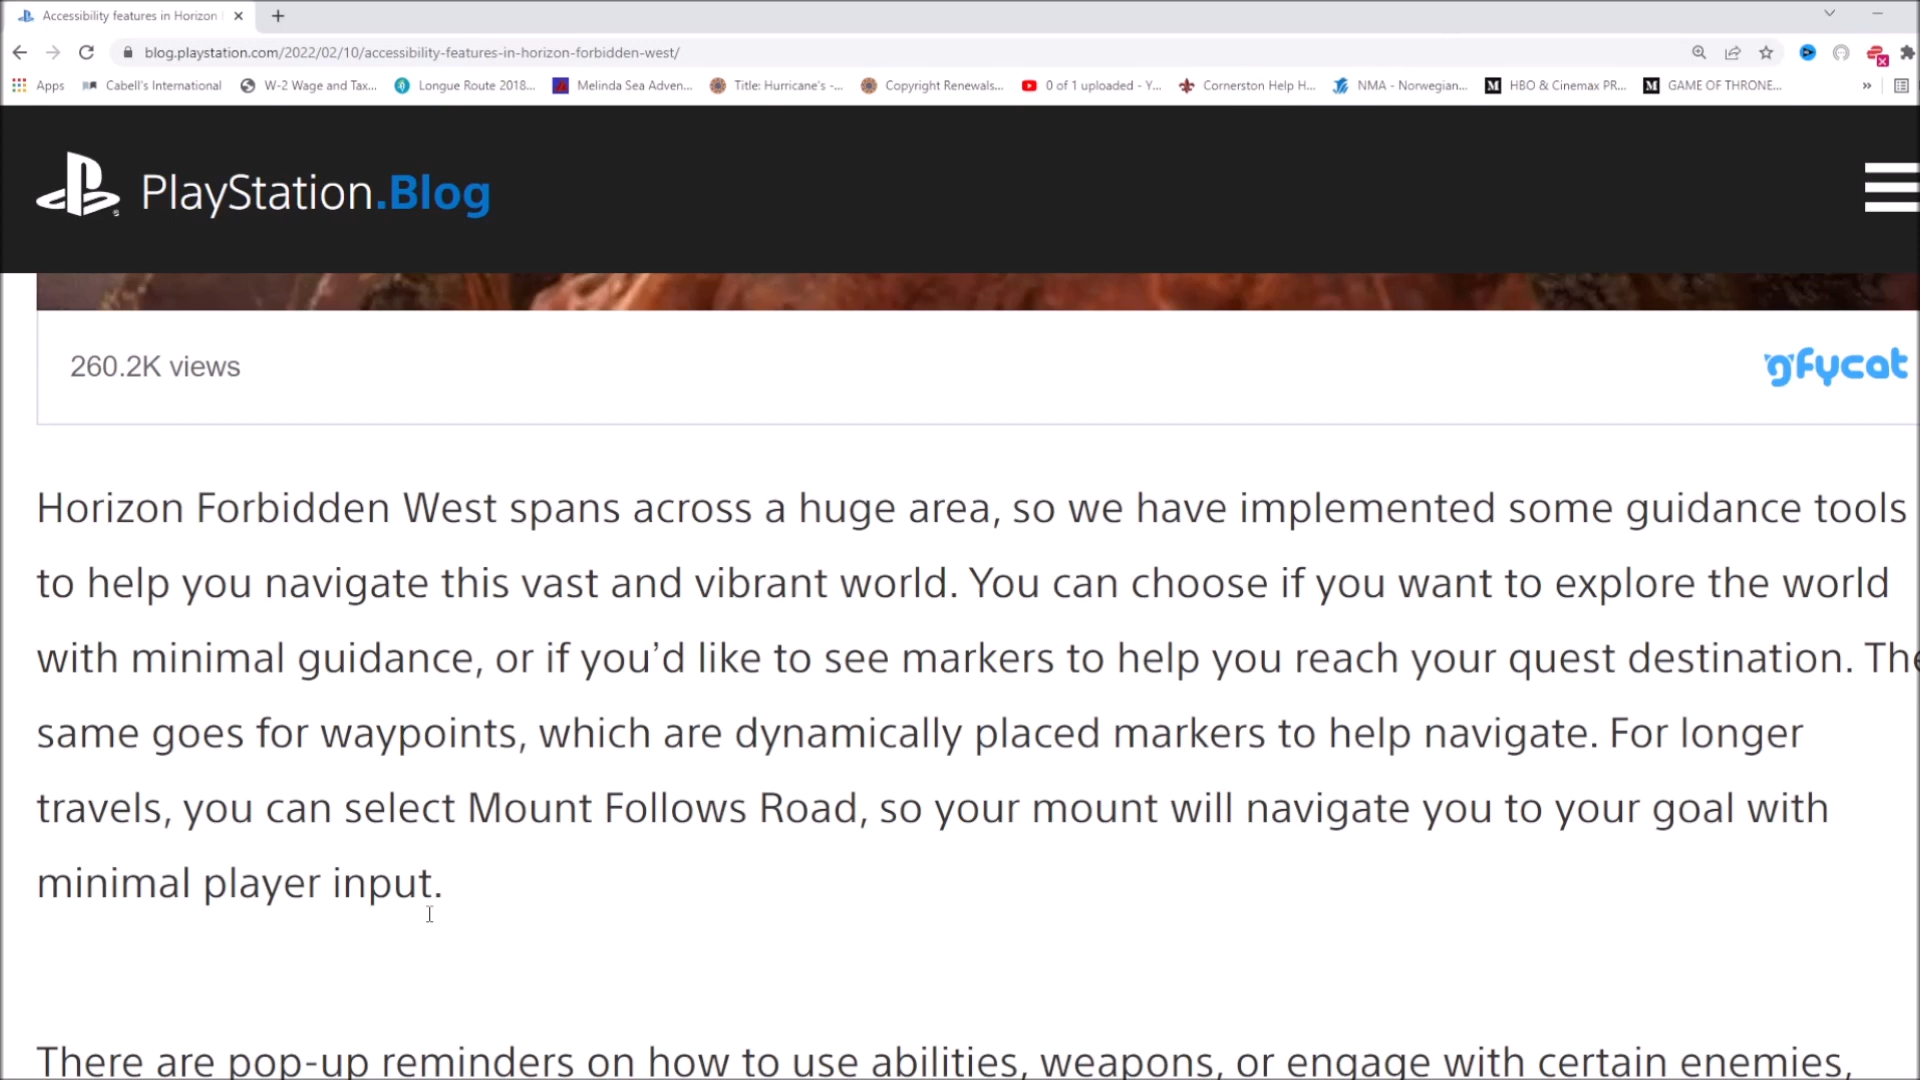 Accessibility features in Horizon
blog.playstation.com/2022/02/10/accessibility-features-in-horizon-forbidden-west/
Apps Cabell's International W-2 Wage and Tax... Longue Route 2018... Melinda Sea Adven... Title: Hurricane's -... Copyright Renewals... 0 of 1 uploaded - Y... Cornerston Help H... NMA - Norwegian... HBO & Cinemax PR... GAME OF THRONE... »
PlayStation.Blog
260.2K views
gfycat
Horizon Forbidden West spans across a huge area, so we have implemented some guidance tools
to help you navigate this vast and vibrant world. You can choose if you want to explore the world
with minimal guidance, or if you’d like to see markers to help you reach your quest destination. The
same goes for waypoints, which are dynamically placed markers to help navigate. For longer
travels, you can select Mount Follows Road, so your mount will navigate you to your goal with
minimal player input.
There are pop-up reminders on how to use abilities, weapons, or engage with certain enemies,